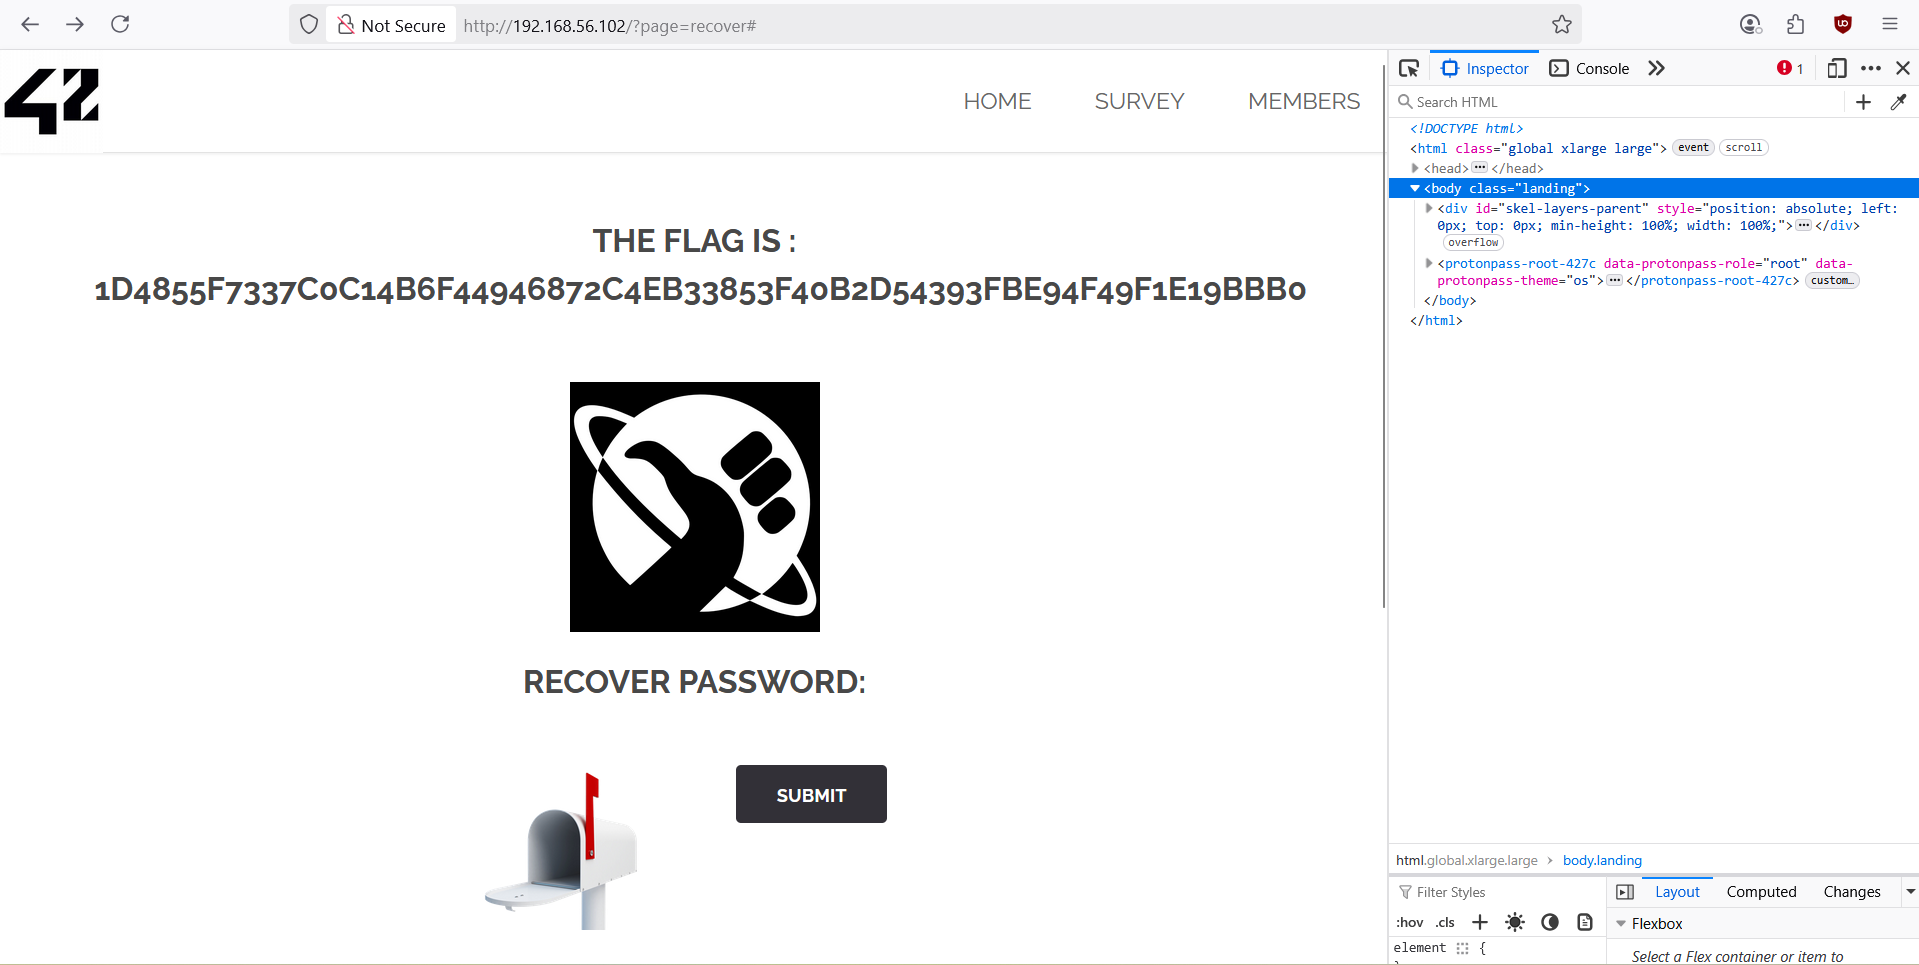 Not Secure
http://192.168.56.102/?page=recover#
42
HOME SURVEY MEMBERS
THE FLAG IS :
1D4855F7337C0C14B6F44946872C4EB33853F40B2D54393FBE94F49F1E19BBB0
RECOVER PASSWORD:
SUBMIT
Inspector Console 1
Search HTML
<!DOCTYPE html>
<html class="global xlarge large"> event scroll
<head> ••• </head>
<body class="landing">
<div id="skel-layers-parent" style="position: absolute; left:
0px; top: 0px; min-height: 100%; width: 100%;"> ••• </div>
overflow
<protonpass-root-427c data-protonpass-role="root" data-
protonpass-theme="os"> ••• </protonpass-root-427c> custom…
</body>
</html>
html.global.xlarge.large › body.landing
Filter Styles
Layout Computed Changes
:hov .cls
Flexbox
element {
Select a Flex container or item to